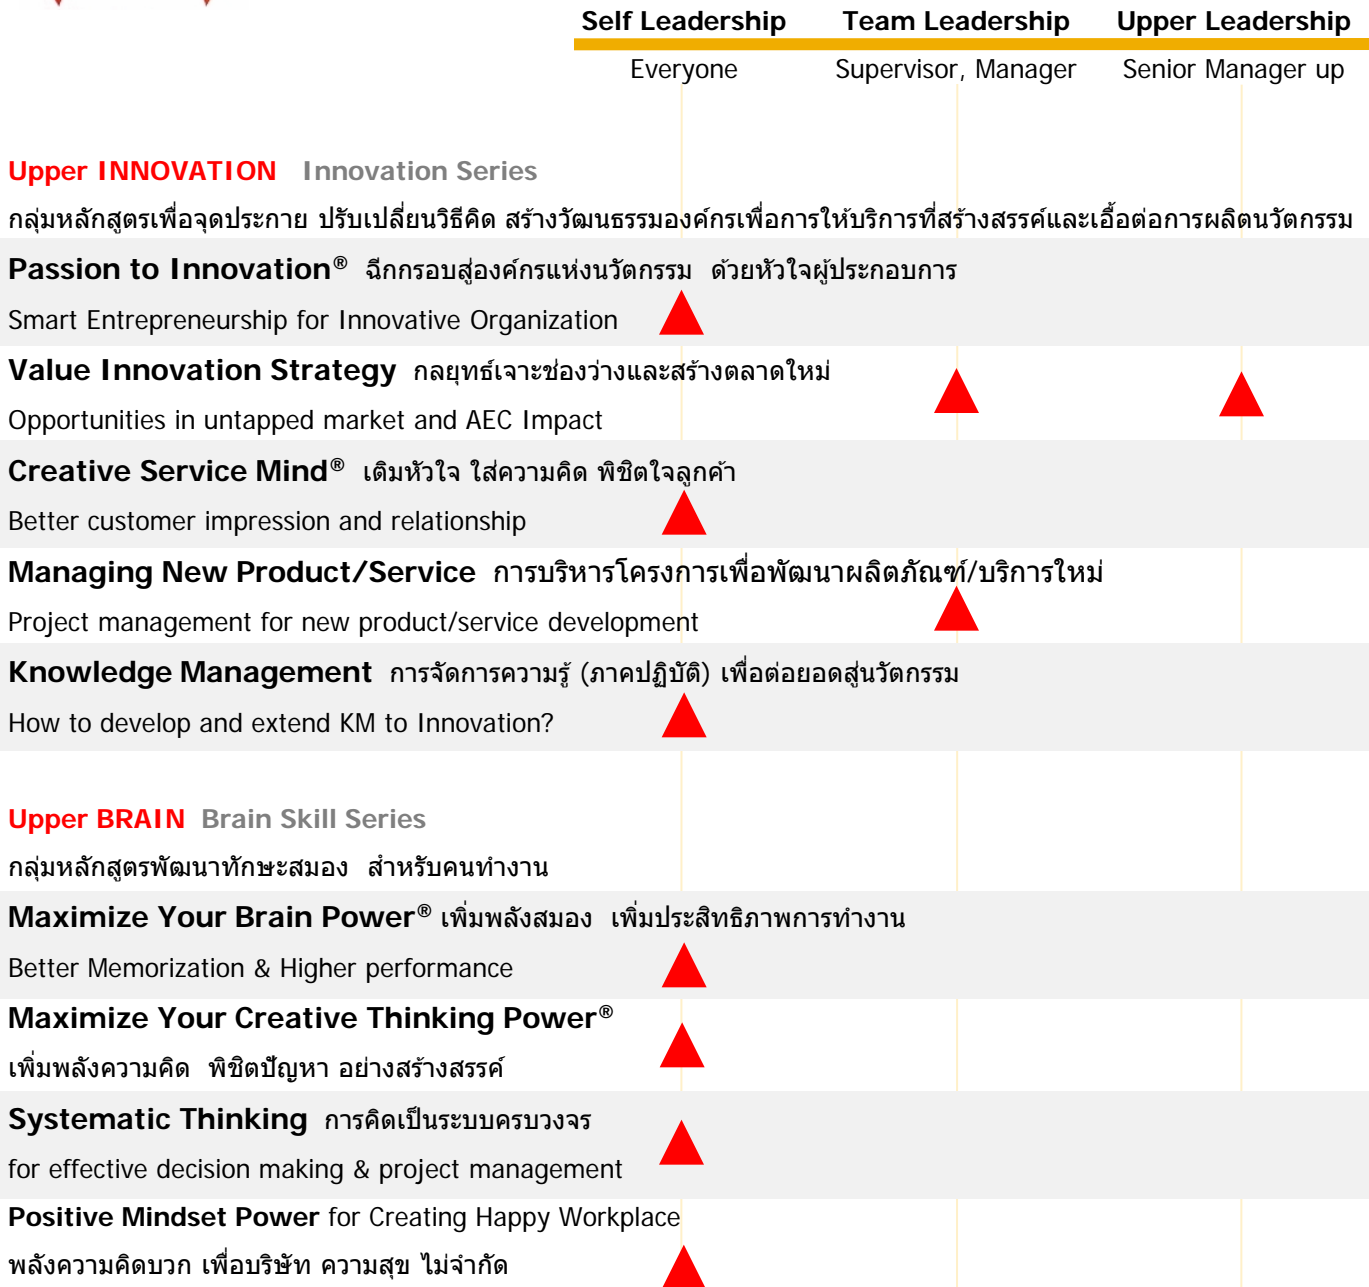 Self Leadership Team Leadership Upper Leadership
Everyone Supervisor, Manager Senior Manager up
Upper INNOVATION Innovation Series
กลุ่มหลักสูตรเพื่อจุดประกาย ปรับเปลี่ยนวิธีคิด สร้างวัฒนธรรมองค์กรเพื่อการให้บริการที่สร้างสรรค์และเอื้อต่อการผลิตนวัตกรรม
Passion to Innovation® ฉีกกรอบสู่องค์กรแห่งนวัตกรรม ด้วยหัวใจผู้ประกอบการ
Smart Entrepreneurship for Innovative Organization
Value Innovation Strategy กลยุทธ์เจาะช่องว่างและสร้างตลาดใหม่
Opportunities in untapped market and AEC Impact
Creative Service Mind® เติมหัวใจ ใส่ความคิด พิชิตใจลูกค้า
Better customer impression and relationship
Managing New Product/Service การบริหารโครงการเพื่อพัฒนาผลิตภัณฑ์/บริการใหม่
Project management for new product/service development
Knowledge Management การจัดการความรู้ (ภาคปฏิบัติ) เพื่อต่อยอดสู่นวัตกรรม
How to develop and extend KM to Innovation?
Upper BRAIN Brain Skill Series
กลุ่มหลักสูตรพัฒนาทักษะสมอง สำหรับคนทำงาน
Maximize Your Brain Power® เพิ่มพลังสมอง เพิ่มประสิทธิภาพการทำงาน
Better Memorization & Higher performance
Maximize Your Creative Thinking Power®
เพิ่มพลังความคิด พิชิตปัญหา อย่างสร้างสรรค์
Systematic Thinking การคิดเป็นระบบครบวงจร
for effective decision making & project management
Positive Mindset Power for Creating Happy Workplace
พลังความคิดบวก เพื่อบริษัท ความสุข ไม่จำกัด